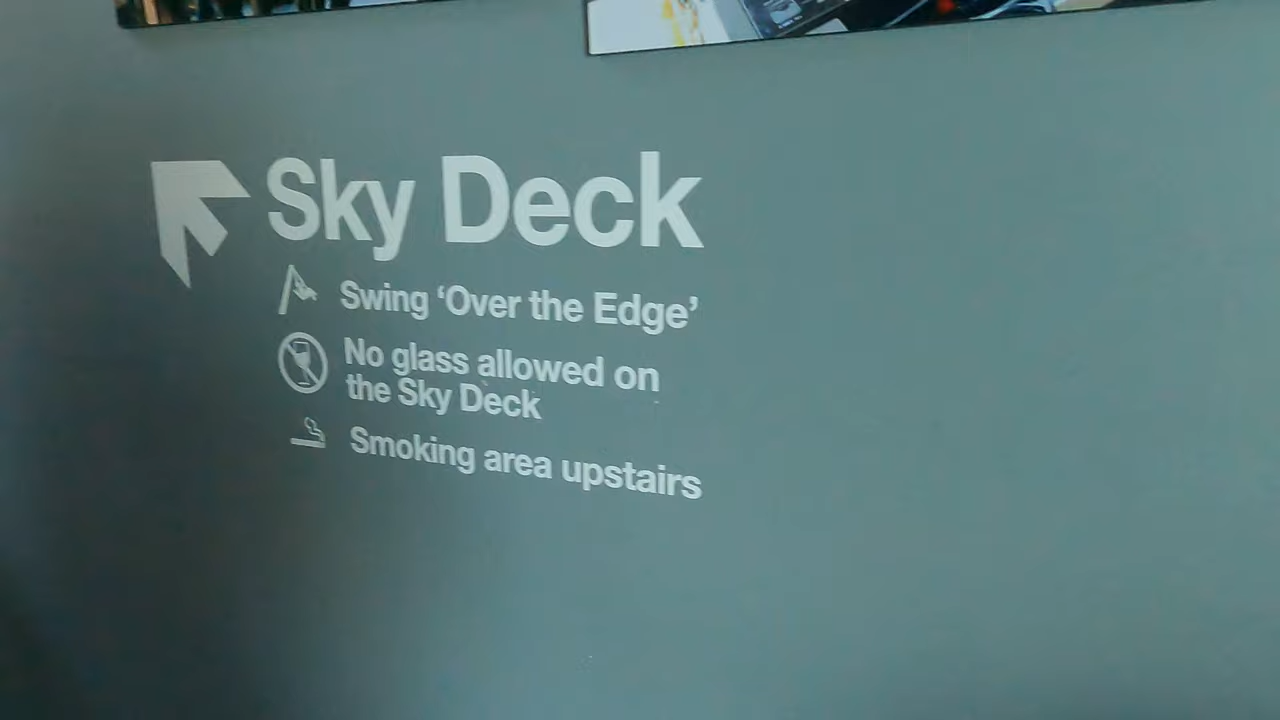 Sky Deck
Swing ‘Over the Edge’
No glass allowed on
the Sky Deck
Smoking area upstairs